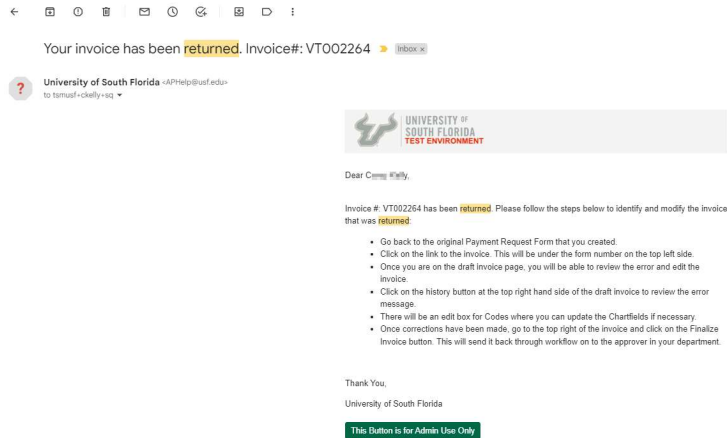 Your invoice has been returned. Invoice#: VT002264
Inbox x
?
University of South Florida <APHelp@usf.edu>
to tsmusf+ckelly+sq
UNIVERSITY OF
SOUTH FLORIDA
TEST ENVIRONMENT
Dear
Invoice #: VT002264 has been returned. Please follow the steps below to identify and modify the invoice
that was returned:
• Go back to the original Payment Request Form that you created.
• Click on the link to the invoice. This will be under the form number on the top left side.
• Once you are on the draft invoice page, you will be able to review the error and edit the
invoice.
• Click on the history button at the top right hand side of the draft invoice to review the error
message.
• There will be an edit box for Codes where you can update the Chartfields if necessary.
• Once corrections have been made, go to the top right of the invoice and click on the Finalize
Invoice button. This will send it back through workflow on to the approver in your department.
Thank You,
University of South Florida
This Button is for Admin Use Only